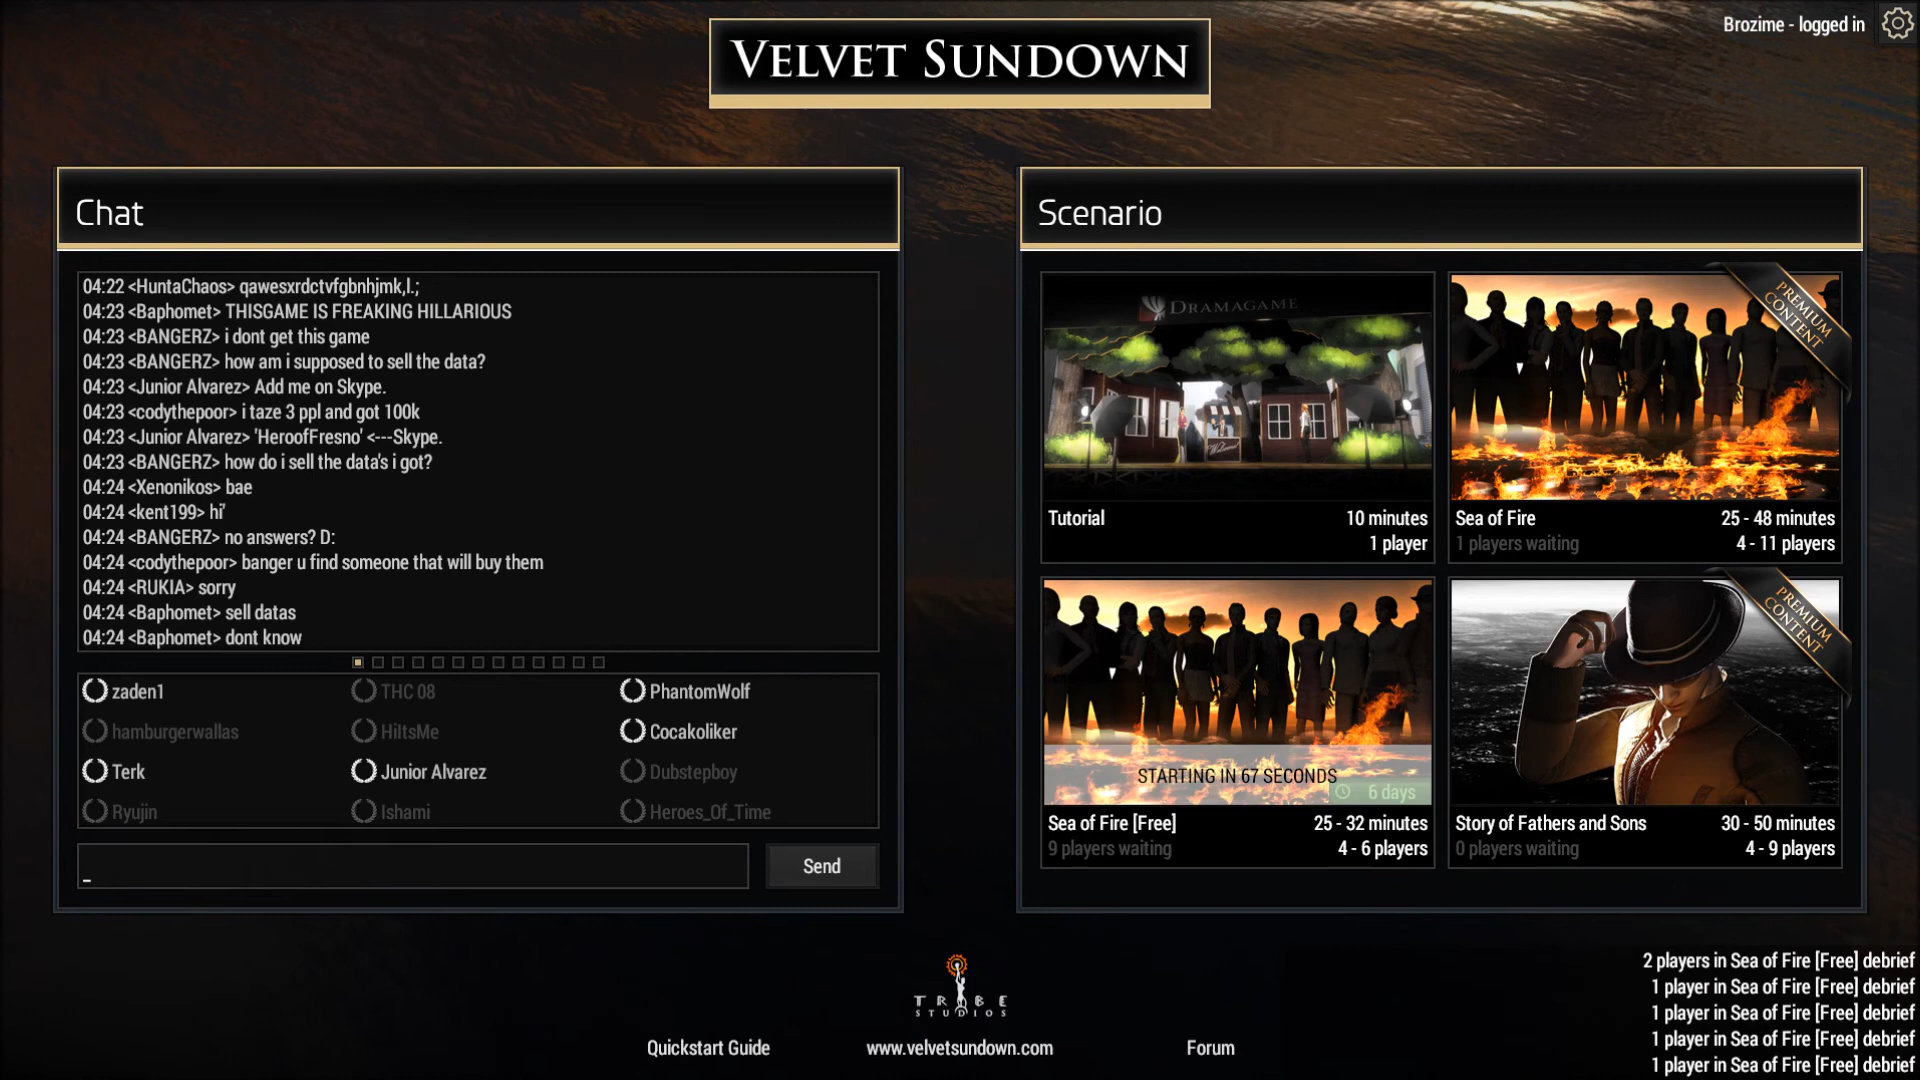 Brozime - logged in
VELVET SUNDOWN
Chat
04:22 <HuntaChaos> qawesxrdctvfgbnhjmk,l.;
04:23 <Baphomet> THISGAME IS FREAKING HILLARIOUS
04:23 <BANGERZ> i dont get this game
04:23 <BANGERZ> how am i supposed to sell the data?
04:23 <Junior Alvarez> Add me on Skype.
04:23 <codythepoor> i taze 3 ppl and got 100k
04:23 <Junior Alvarez> 'HeroofFresno' <---Skype.
04:23 <BANGERZ> how do i sell the data's i got?
04:24 <Xenonikos> bae
04:24 <kent199> hi'
04:24 <BANGERZ> no answers? D:
04:24 <codythepoor> banger u find someone that will buy them
04:24 <RUKIA> sorry
04:24 <Baphomet> sell datas
04:24 <Baphomet> dont know
zaden1 THC 08 PhantomWolf
hamburgerwallas HiltsMe Cocakoliker
Terk Junior Alvarez Dubstepboy
Ryujin Ishami Heroes_Of_Time
_
Send
Scenario
DRAMAGAME
Welcome!
Tutorial 10 minutes
1 player
PREMIUM
CONTENT
Sea of Fire 25 - 48 minutes
1 players waiting 4 - 11 players
STARTING IN 67 SECONDS
6 days
Sea of Fire [Free] 25 - 32 minutes
9 players waiting 4 - 6 players
PREMIUM
CONTENT
Story of Fathers and Sons 30 - 50 minutes
0 players waiting 4 - 9 players
TRIBE
STUDIOS
Quickstart Guide www.velvetsundown.com Forum
2 players in Sea of Fire [Free] debrief
1 player in Sea of Fire [Free] debrief
1 player in Sea of Fire [Free] debrief
1 player in Sea of Fire [Free] debrief
1 player in Sea of Fire [Free] debrief